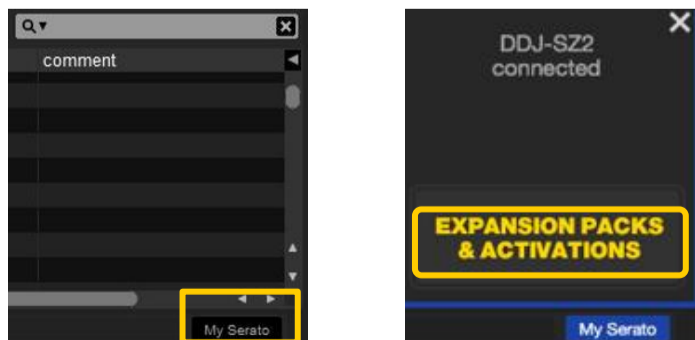 comment
My Serato
DDJ-SZ2
connected
EXPANSION PACKS
& ACTIVATIONS
My Serato